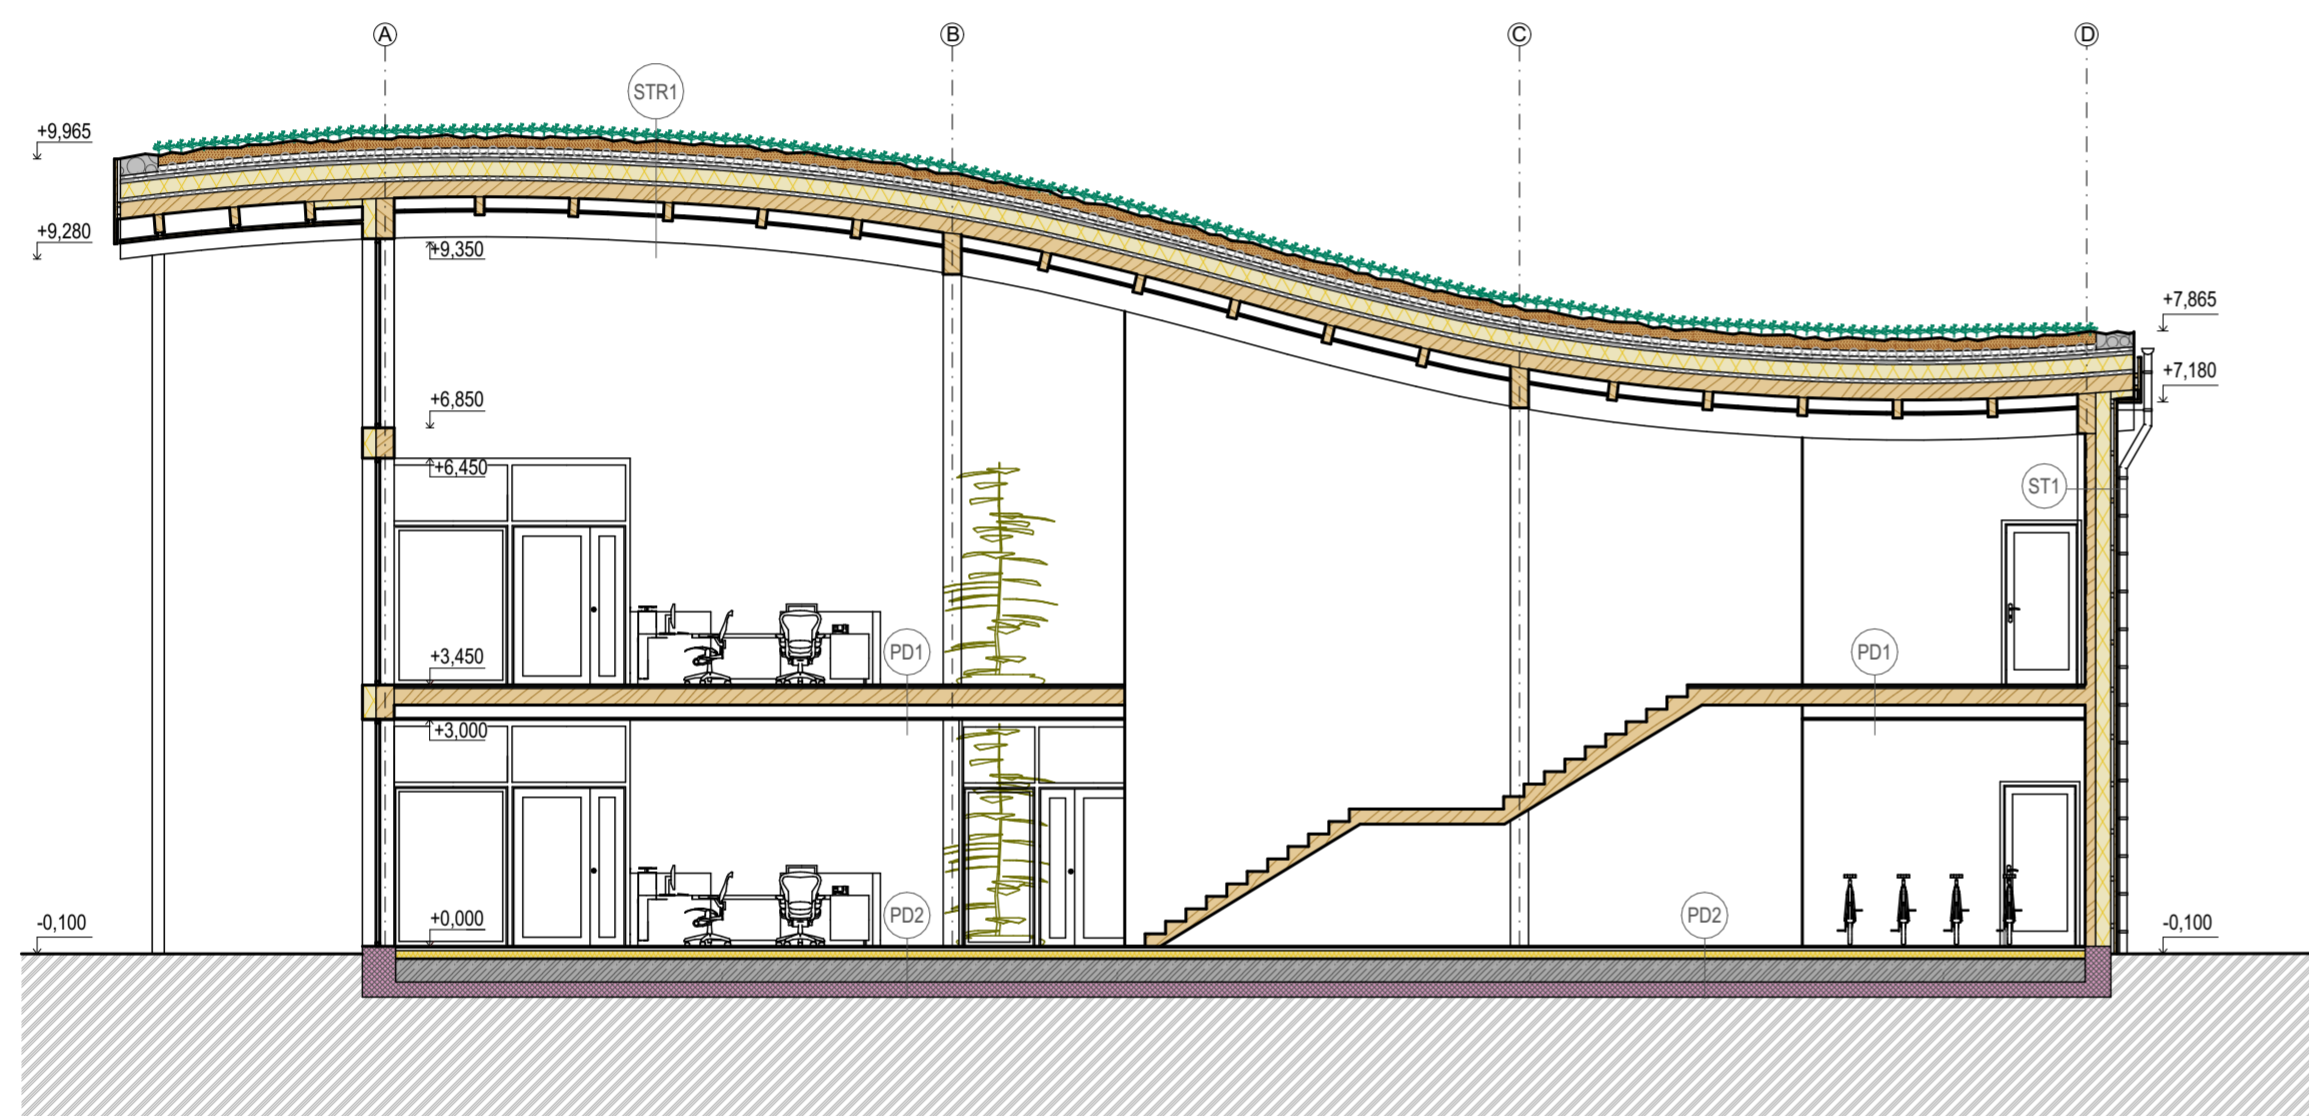 A B C D
STR1
+9,965
+9,280
+9,350
+7,865
+7,180
+6,850
+6,450
ST1
+3,450
PD1
PD1
+3,000
+0,000
PD2
PD2
-0,100
-0,100